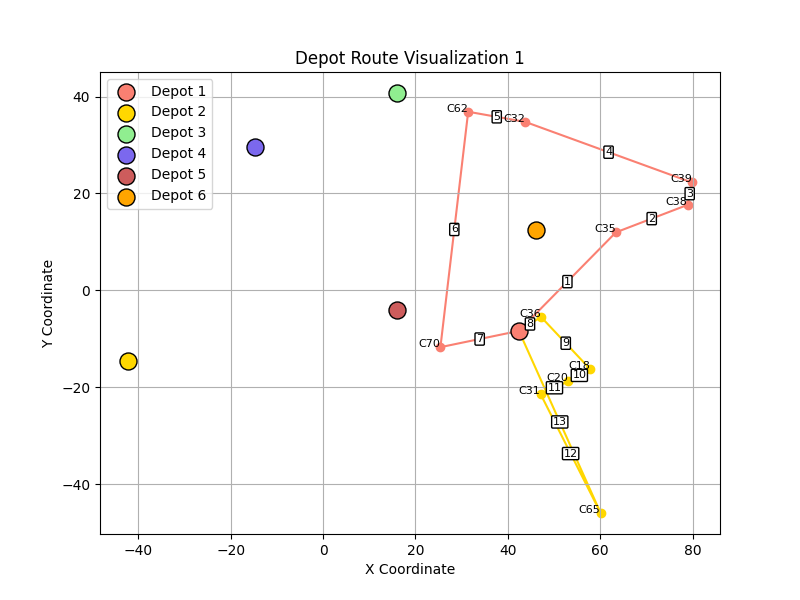 Depot Route Visualization 1
Depot 1
Depot 2
Depot 3
Depot 4
Depot 5
Depot 6
40
20
0
−20
−40
Y Coordinate
−40
−20
0
20
40
60
80
X Coordinate
C62
5
C32
4
C39
3
C38
2
C35
6
1
C36
8
7
C70
9
C18
10
C20
11
C31
13
12
C65